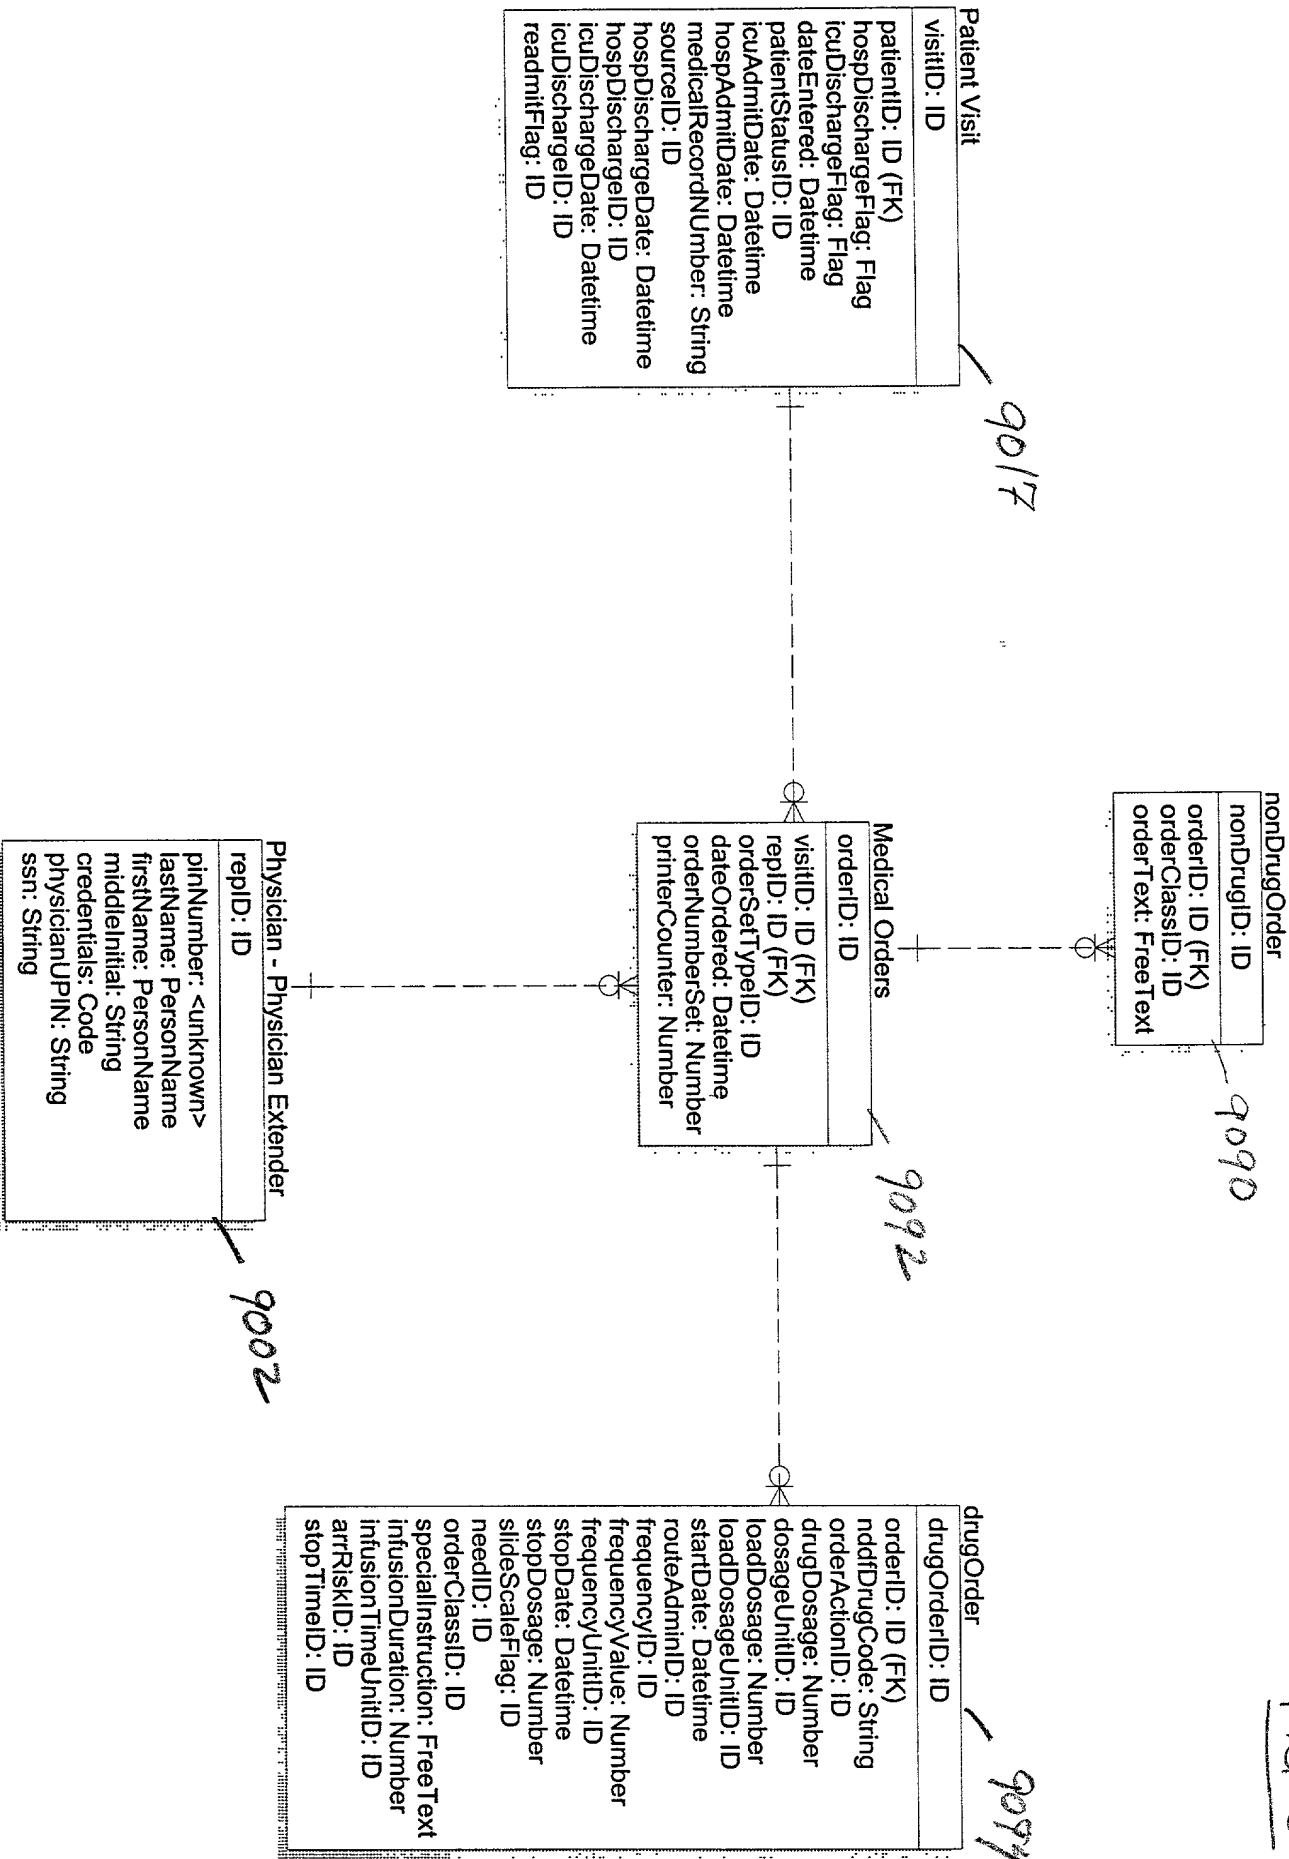 Patient Visit
visitID: ID
patientID: ID (FK)
hospDischargeFlag: Flag
icuDischargeFlag: Flag
dateEntered: Datetime
patientStatusID: ID
icuAdmitDate: Datetime
hospAdmitDate: Datetime
medicalRecordNUmber: String
sourceID: ID
hospDischargeDate: Datetime
hospDischargeID: ID
icuDischargeDate: Datetime
icuDischargeID: ID
readmitFlag: ID
9017
nonDrugOrder
nonDrugID: ID
orderID: ID (FK)
orderClassID: ID
orderText: FreeText
9090
Medical Orders
orderID: ID
visitID: ID (FK)
repID: ID (FK)
orderSetTypeID: ID
dateOrdered: Datetime
orderNumberSet: Number
printerCounter: Number
9092
Physician - Physician Extender
repID: ID
pinNumber: <unknown>
lastName: PersonName
firstName: PersonName
middleInitial: String
credentials: Code
physicianUPIN: String
ssn: String
9002
drugOrder
drugOrderID: ID
orderID: ID (FK)
nddfDrugCode: String
orderActionID: ID
drugDosage: Number
dosageUnitID: ID
loadDosage: Number
loadDosageUnitID: ID
startDate: Datetime
routeAdminID: ID
frequencyID: ID
frequencyValue: Number
frequencyUnitID: ID
stopDate: Datetime
stopDosage: Number
slideScaleFlag: ID
needID: ID
orderClassID: ID
specialInstruction: FreeText
infusionDuration: Number
infusionTimeUnitID: ID
arrRiskID: ID
stopTimeID: ID
9094